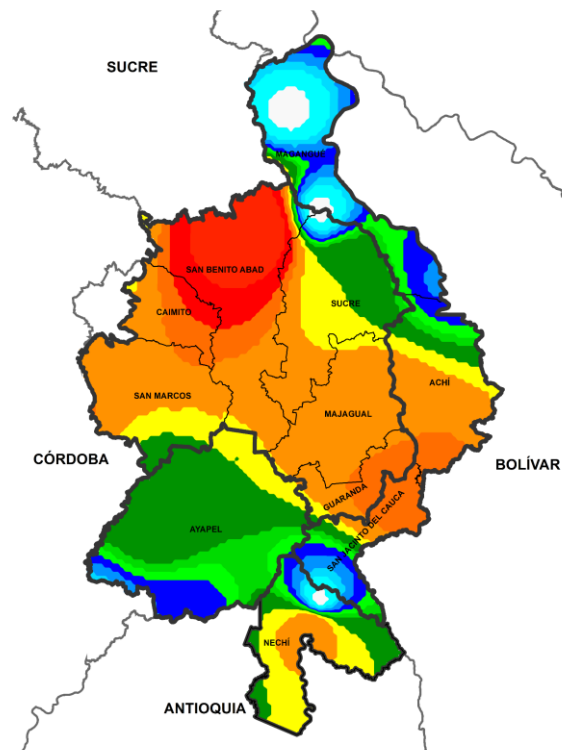 SUCRE
MAGANGUÉ
SAN BENITO ABAD
SUCRE
CAIMITO
ACHÍ
SAN MARCOS
MAJAGUAL
CÓRDOBA
BOLÍVAR
GUARANDA
AYAPEL
SAN JACINTO DEL CAUCA
NECHÍ
ANTIOQUIA